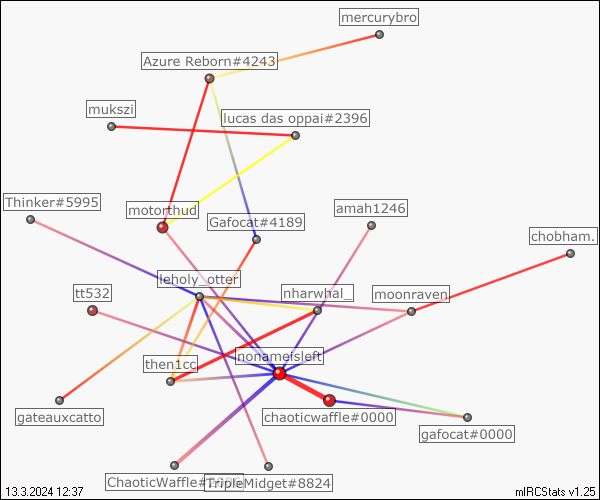 mercurybro
Azure Reborn#4243
mukszi
lucas das oppai#2396
Thinker#5995
motorthud
Gafocat#4189
amah1246
chobham.
leholy_otter
tt532
nharwhal_
moonraven
nonameisleft
then1cc
gateauxcatto
chaoticwaffle#0000
gafocat#0000
ChaoticWaffle#
TripleMidget#8824
13.3.2024 12:37
mIRCStats v1.25